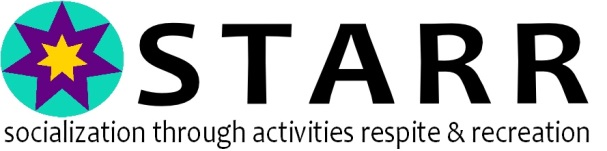 STARR
socialization through activities respite & recreation